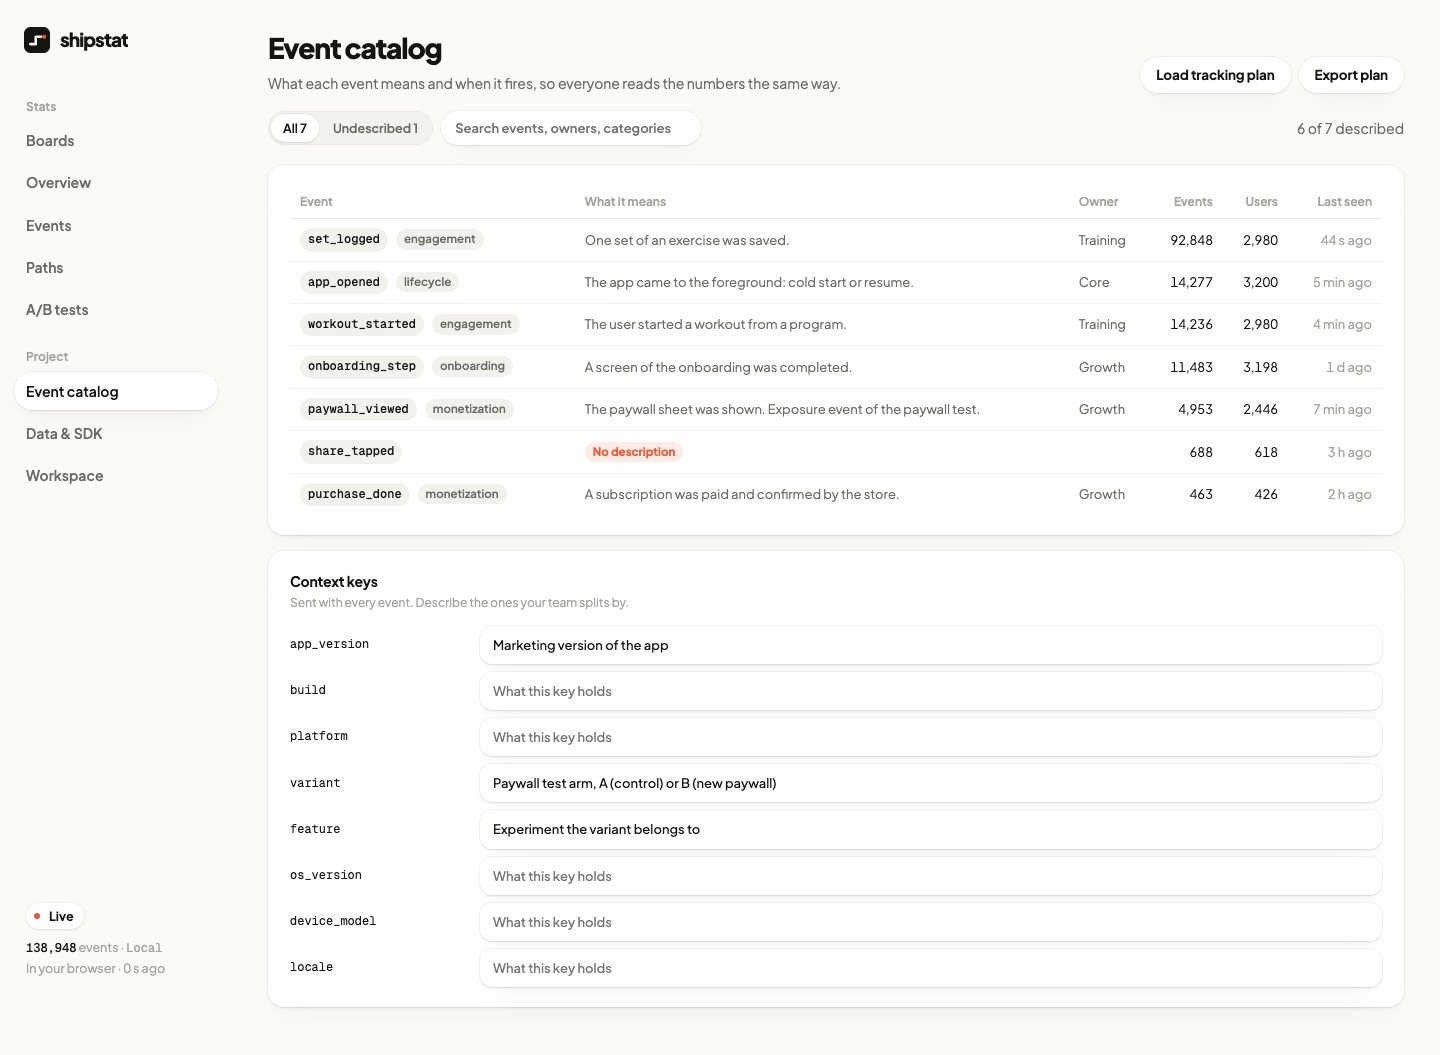 shipstat
Stats
Boards
Overview
Events
Paths
A/B tests
Project
Event catalog
Data & SDK
Workspace
Live
138,948 events · Local
In your browser · 0 s ago
Event catalog
What each event means and when it fires, so everyone reads the numbers the same way.
Load tracking plan Export plan
All 7 Undescribed 1 Search events, owners, categories 6 of 7 described
Event What it means Owner Events Users Last seen
set_logged engagement One set of an exercise was saved. Training 92,848 2,980 44 s ago
app_opened lifecycle The app came to the foreground: cold start or resume. Core 14,277 3,200 5 min ago
workout_started engagement The user started a workout from a program. Training 14,236 2,980 4 min ago
onboarding_step onboarding A screen of the onboarding was completed. Growth 11,483 3,198 1 d ago
paywall_viewed monetization The paywall sheet was shown. Exposure event of the paywall test. Growth 4,953 2,446 7 min ago
share_tapped No description 688 618 3 h ago
purchase_done monetization A subscription was paid and confirmed by the store. Growth 463 426 2 h ago
Context keys
Sent with every event. Describe the ones your team splits by.
app_version Marketing version of the app
build What this key holds
platform What this key holds
variant Paywall test arm, A (control) or B (new paywall)
feature Experiment the variant belongs to
os_version What this key holds
device_model What this key holds
locale What this key holds